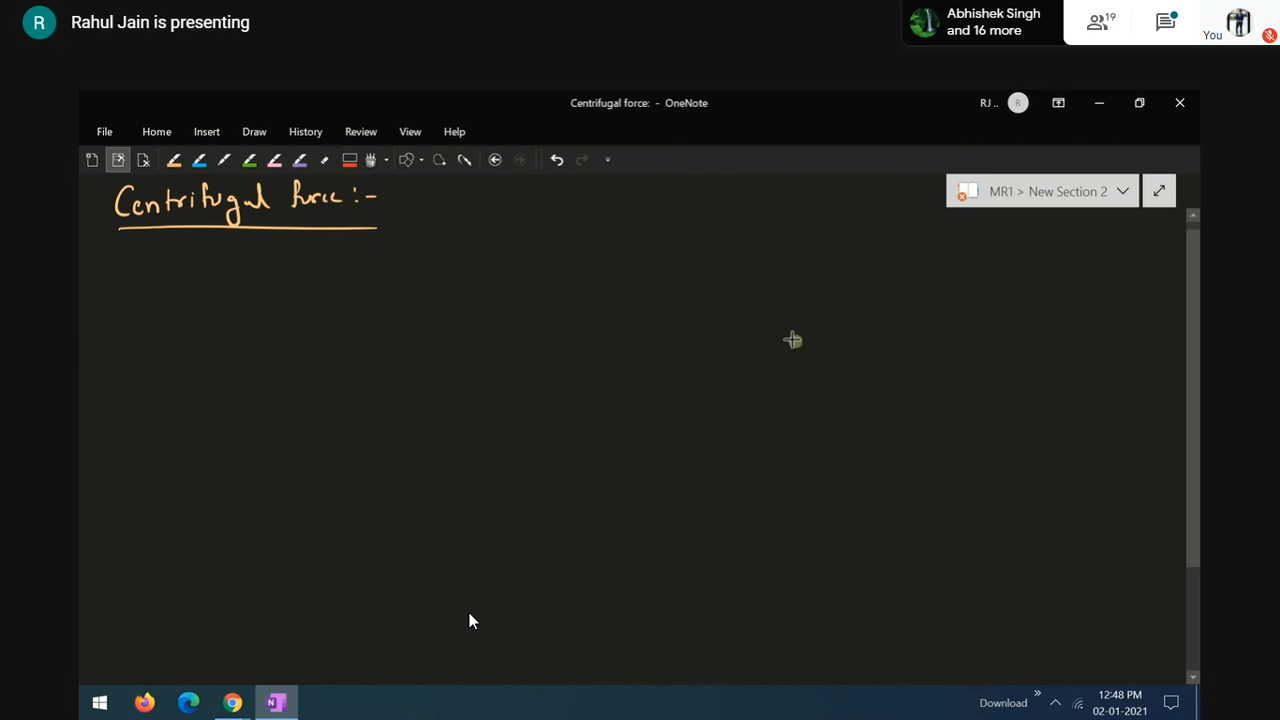 R Rahul Jain is presenting
Abhishek Singh
and 16 more
19
You
Centrifugal force: - OneNote
RJ ..
R
File Home Insert Draw History Review View Help
Centrifugal force :-
MR1 > New Section 2
Download
»
12:48 PM
02-01-2021